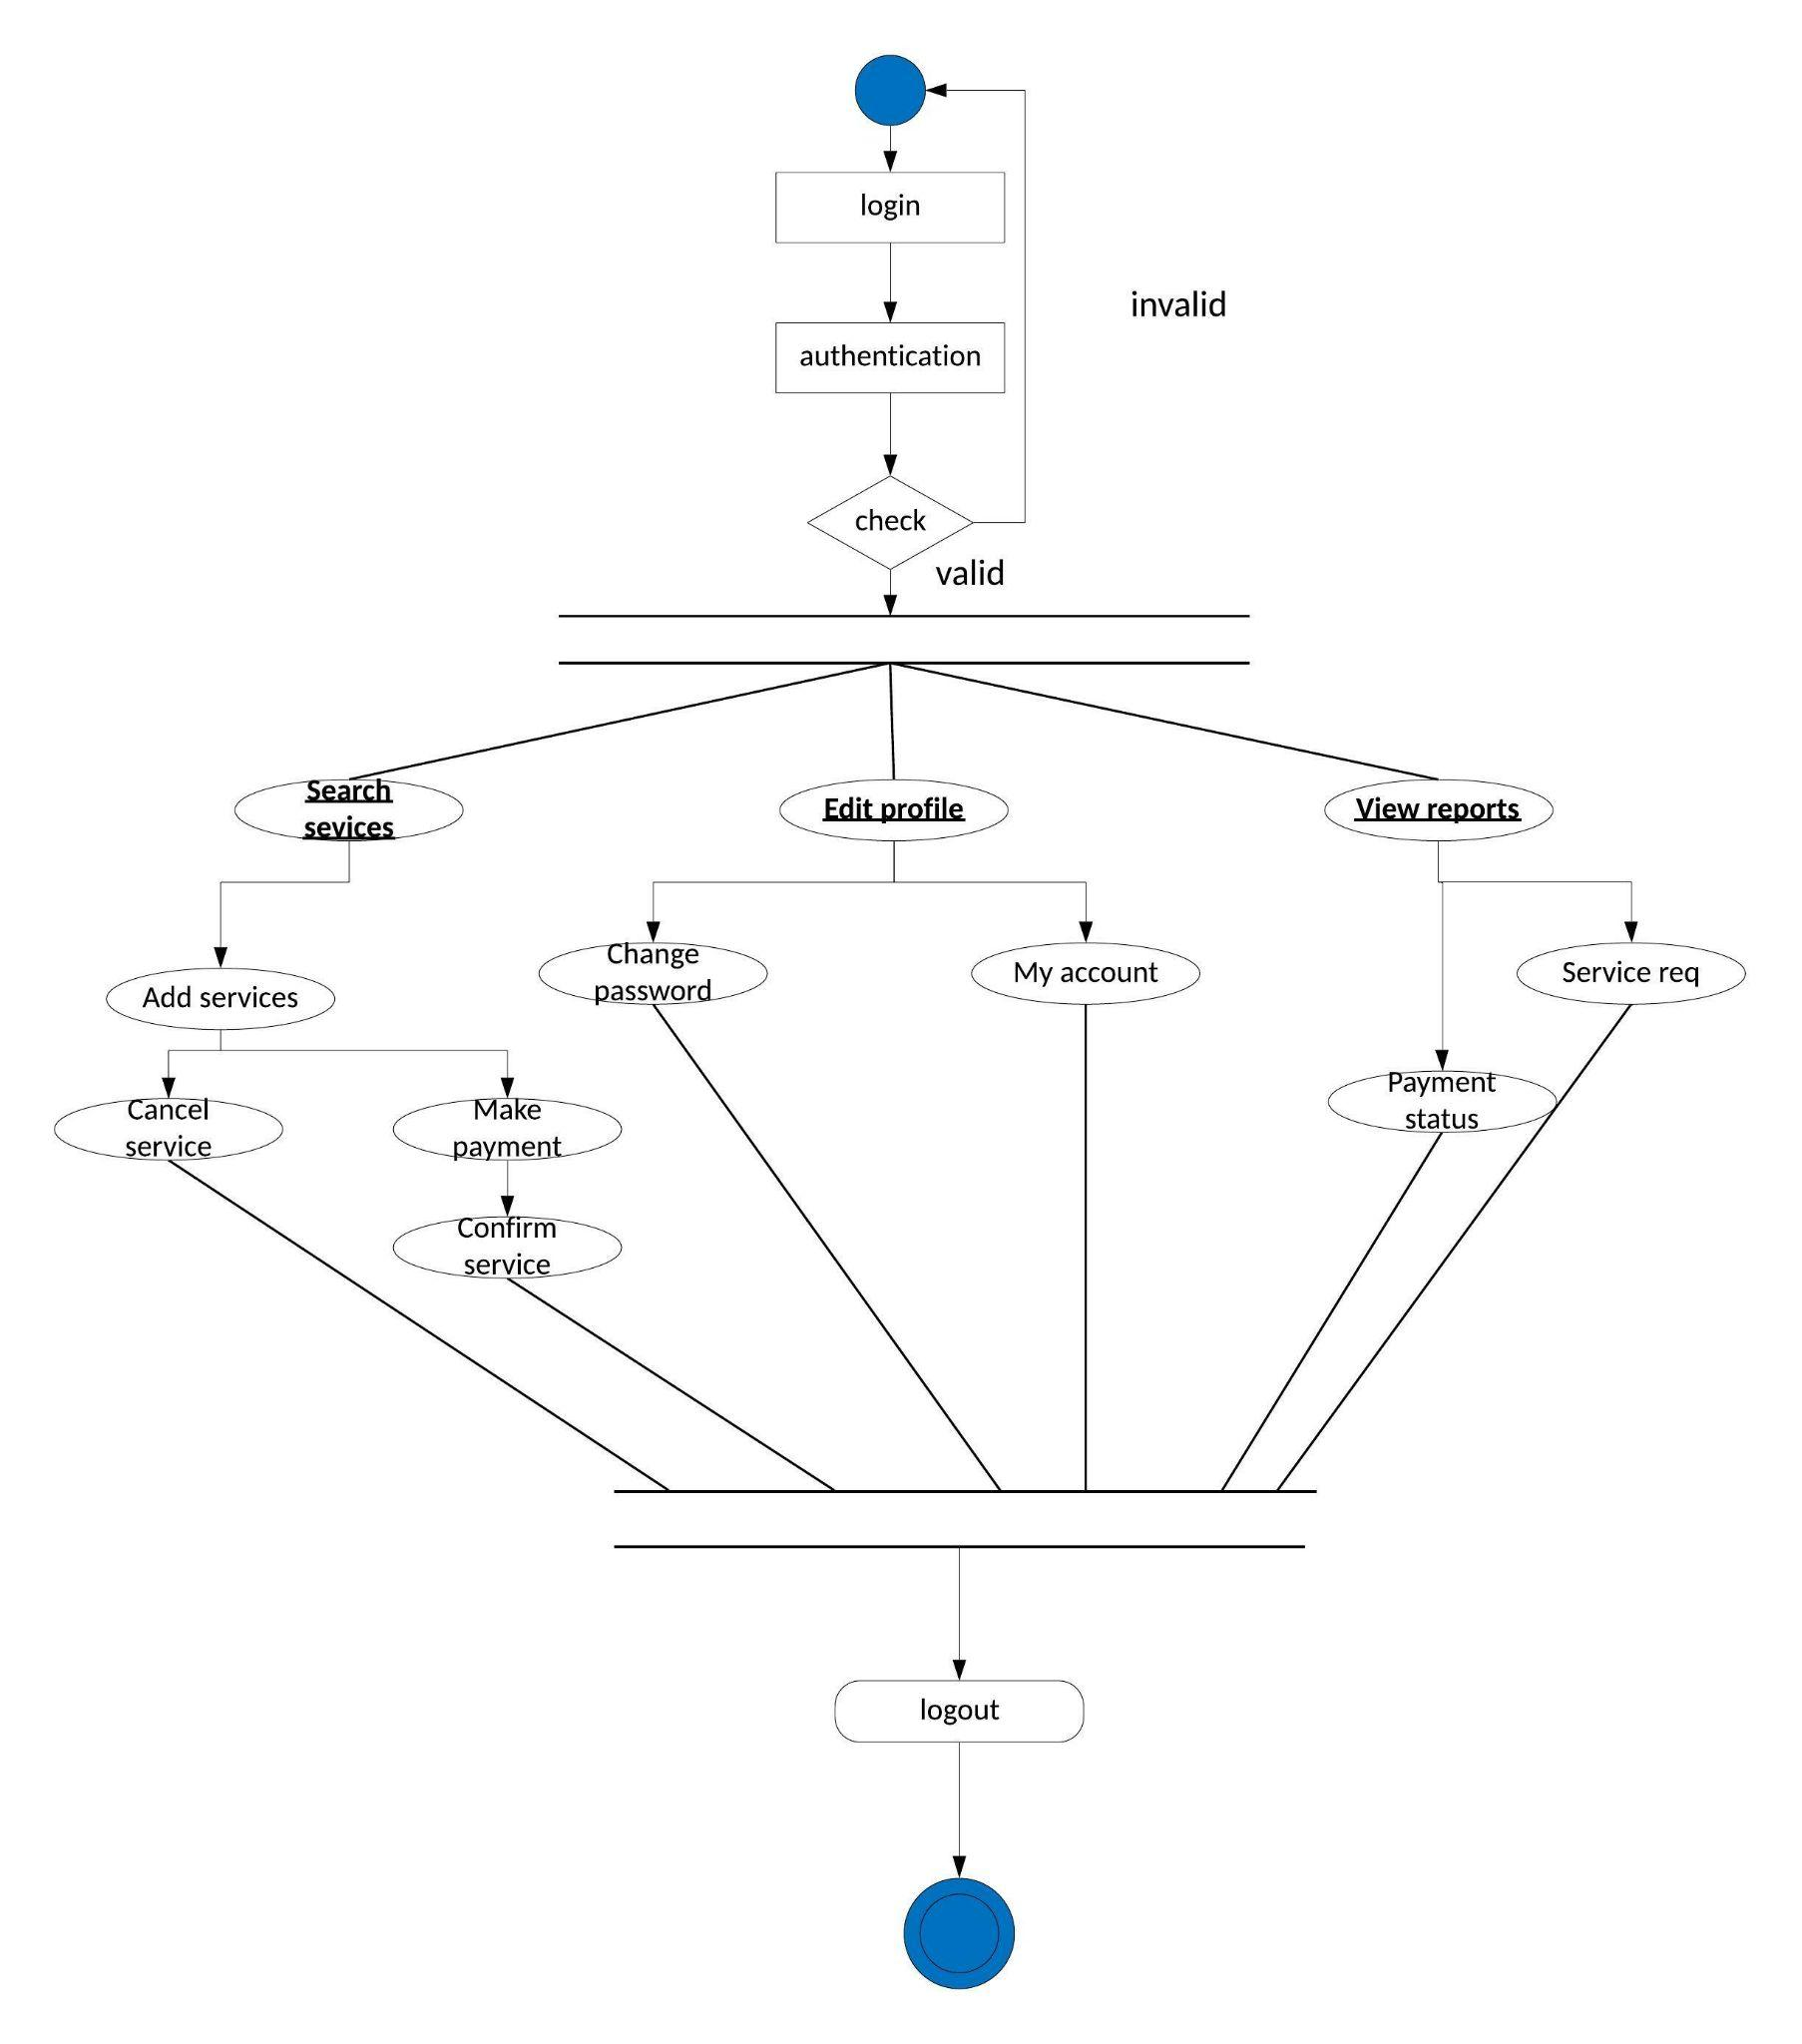 login
invalid
authentication
check
valid
Search
sevices
Edit profile
View reports
Change
password
My account
Service req
Add services
Payment
status
Cancel
service
Make
payment
Confirm
service
logout